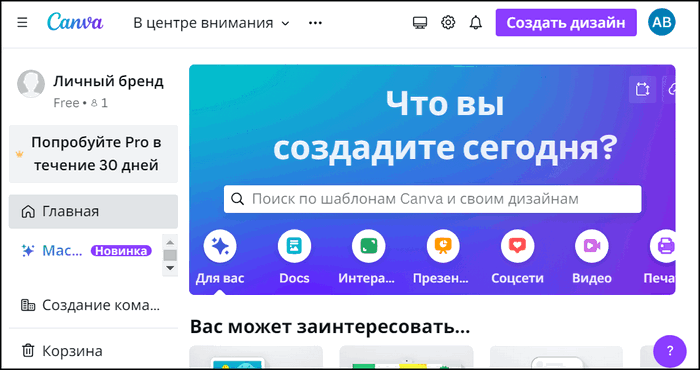 Canva
В центре внимания
Создать дизайн
АВ
Личный бренд
Free • 1
Попробуйте Pro в
течение 30 дней
Главная
Мас... Новинка
Создание кома...
Корзина
Что вы
создадите сегодня?
Поиск по шаблонам Canva и своим дизайнам
Для вас
Docs
Интера...
Презен...
Соцсети
Видео
Печа
Вас может заинтересовать...
?